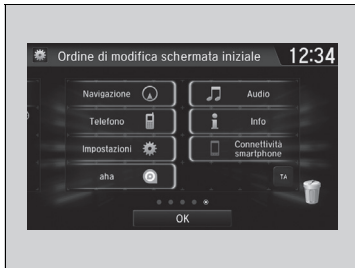 Ordine di modifica schermata iniziale 12:34
Navigazione
Audio
Telefono
Info
Impostazioni
Connettività
smartphone
aha
TA
OK